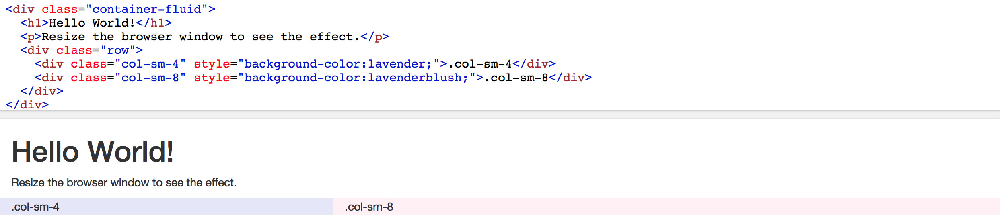 <div class="container-fluid">
  <h1>Hello World!</h1>
  <p>Resize the browser window to see the effect.</p>
  <div class="row">
    <div class="col-sm-4" style="background-color:lavender;">.col-sm-4</div>
    <div class="col-sm-8" style="background-color:lavenderblush;">.col-sm-8</div>
  </div>
</div>
Hello World!
Resize the browser window to see the effect.
.col-sm-4 .col-sm-8